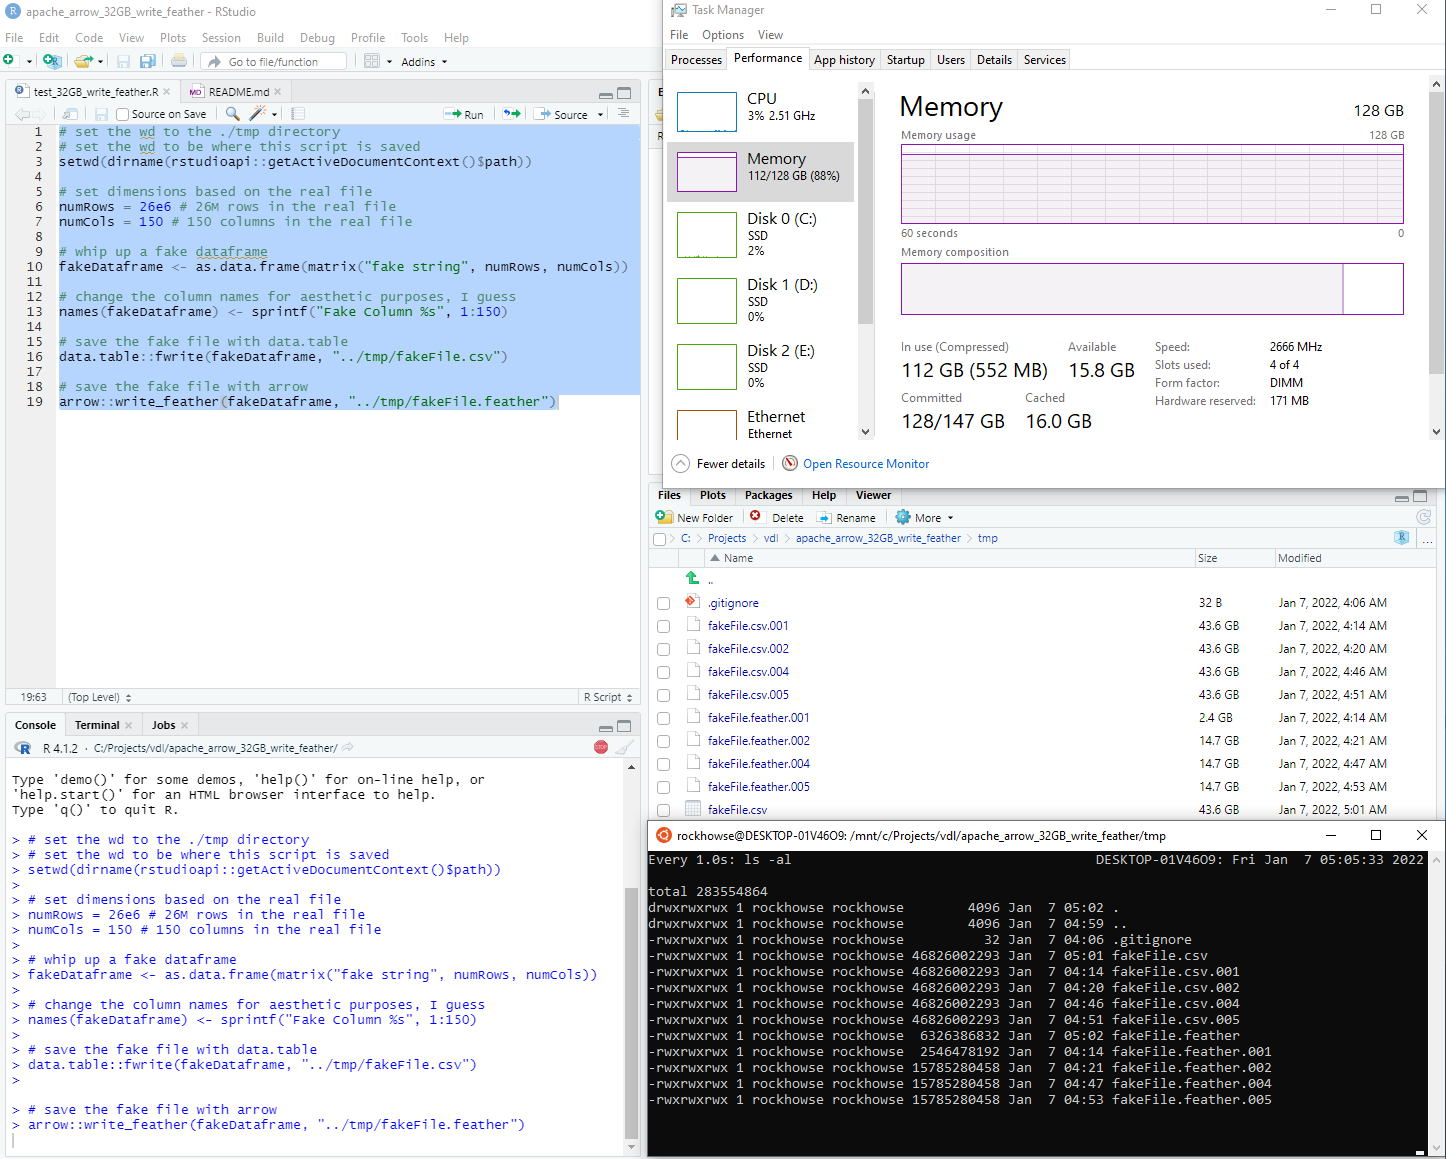 apache_arrow_32GB_write_feather - RStudio
File Edit Code View Plots Session Build Debug Profile Tools Help
Go to file/function Addins
test_32GB_write_feather.R README.md
Source on Save Run Source
1 # set the wd to the ./tmp directory
2 # set the wd to be where this script is saved
3 setwd(dirname(rstudioapi::getActiveDocumentContext()$path))
4
5 # set dimensions based on the real file
6 numRows = 26e6 # 26M rows in the real file
7 numCols = 150 # 150 columns in the real file
8
9 # whip up a fake dataframe
10 fakeDataframe <- as.data.frame(matrix("fake string", numRows, numCols))
11
12 # change the column names for aesthetic purposes, I guess
13 names(fakeDataframe) <- sprintf("Fake Column %s", 1:150)
14
15 # save the fake file with data.table
16 data.table::fwrite(fakeDataframe, "../tmp/fakeFile.csv")
17
18 # save the fake file with arrow
19 arrow::write_feather(fakeDataframe, "../tmp/fakeFile.feather")
19:63 (Top Level) R Script
Console Terminal Jobs
R 4.1.2 · C:/Projects/vdl/apache_arrow_32GB_write_feather/
STOP
Type 'demo()' for some demos, 'help()' for on-line help, or
'help.start()' for an HTML browser interface to help.
Type 'q()' to quit R.
> # set the wd to the ./tmp directory
> # set the wd to be where this script is saved
> setwd(dirname(rstudioapi::getActiveDocumentContext()$path))
>
> # set dimensions based on the real file
> numRows = 26e6 # 26M rows in the real file
> numCols = 150 # 150 columns in the real file
>
> # whip up a fake dataframe
> fakeDataframe <- as.data.frame(matrix("fake string", numRows, numCols))
>
> # change the column names for aesthetic purposes, I guess
> names(fakeDataframe) <- sprintf("Fake Column %s", 1:150)
>
> # save the fake file with data.table
> data.table::fwrite(fakeDataframe, "../tmp/fakeFile.csv")
>
> # save the fake file with arrow
> arrow::write_feather(fakeDataframe, "../tmp/fakeFile.feather")
Task Manager
File Options View
Processes Performance App history Startup Users Details Services
CPU
3% 2.51 GHz
Memory
112/128 GB (88%)
Disk 0 (C:)
SSD
2%
Disk 1 (D:)
SSD
0%
Disk 2 (E:)
SSD
0%
Ethernet
Ethernet
Memory 128 GB
Memory usage 128 GB
60 seconds 0
Memory composition
In use (Compressed) Available
112 GB (552 MB) 15.8 GB
Committed Cached
128/147 GB 16.0 GB
Speed: 2666 MHz
Slots used: 4 of 4
Form factor: DIMM
Hardware reserved: 171 MB
Fewer details Open Resource Monitor
Files Plots Packages Help Viewer
New Folder Delete Rename More
C: Projects vdl apache_arrow_32GB_write_feather tmp ...
Name Size Modified
..
.gitignore 32 B Jan 7, 2022, 4:06 AM
fakeFile.csv.001 43.6 GB Jan 7, 2022, 4:14 AM
fakeFile.csv.002 43.6 GB Jan 7, 2022, 4:20 AM
fakeFile.csv.004 43.6 GB Jan 7, 2022, 4:46 AM
fakeFile.csv.005 43.6 GB Jan 7, 2022, 4:51 AM
fakeFile.feather.001 2.4 GB Jan 7, 2022, 4:14 AM
fakeFile.feather.002 14.7 GB Jan 7, 2022, 4:21 AM
fakeFile.feather.004 14.7 GB Jan 7, 2022, 4:47 AM
fakeFile.feather.005 14.7 GB Jan 7, 2022, 4:53 AM
fakeFile.csv 43.6 GB Jan 7, 2022, 5:01 AM
rockhowse@DESKTOP-01V46O9: /mnt/c/Projects/vdl/apache_arrow_32GB_write_feather/tmp
Every 1.0s: ls -al DESKTOP-01V46O9: Fri Jan 7 05:05:33 2022
total 283554864
drwxrwxrwx 1 rockhowse rockhowse 4096 Jan 7 05:02 .
drwxrwxrwx 1 rockhowse rockhowse 4096 Jan 7 04:59 ..
-rwxrwxrwx 1 rockhowse rockhowse 32 Jan 7 04:06 .gitignore
-rwxrwxrwx 1 rockhowse rockhowse 46826002293 Jan 7 05:01 fakeFile.csv
-rwxrwxrwx 1 rockhowse rockhowse 46826002293 Jan 7 04:14 fakeFile.csv.001
-rwxrwxrwx 1 rockhowse rockhowse 46826002293 Jan 7 04:20 fakeFile.csv.002
-rwxrwxrwx 1 rockhowse rockhowse 46826002293 Jan 7 04:46 fakeFile.csv.004
-rwxrwxrwx 1 rockhowse rockhowse 46826002293 Jan 7 04:51 fakeFile.csv.005
-rwxrwxrwx 1 rockhowse rockhowse 6326386832 Jan 7 05:02 fakeFile.feather
-rwxrwxrwx 1 rockhowse rockhowse 2546478192 Jan 7 04:14 fakeFile.feather.001
-rwxrwxrwx 1 rockhowse rockhowse 15785280458 Jan 7 04:21 fakeFile.feather.002
-rwxrwxrwx 1 rockhowse rockhowse 15785280458 Jan 7 04:47 fakeFile.feather.004
-rwxrwxrwx 1 rockhowse rockhowse 15785280458 Jan 7 04:53 fakeFile.feather.005